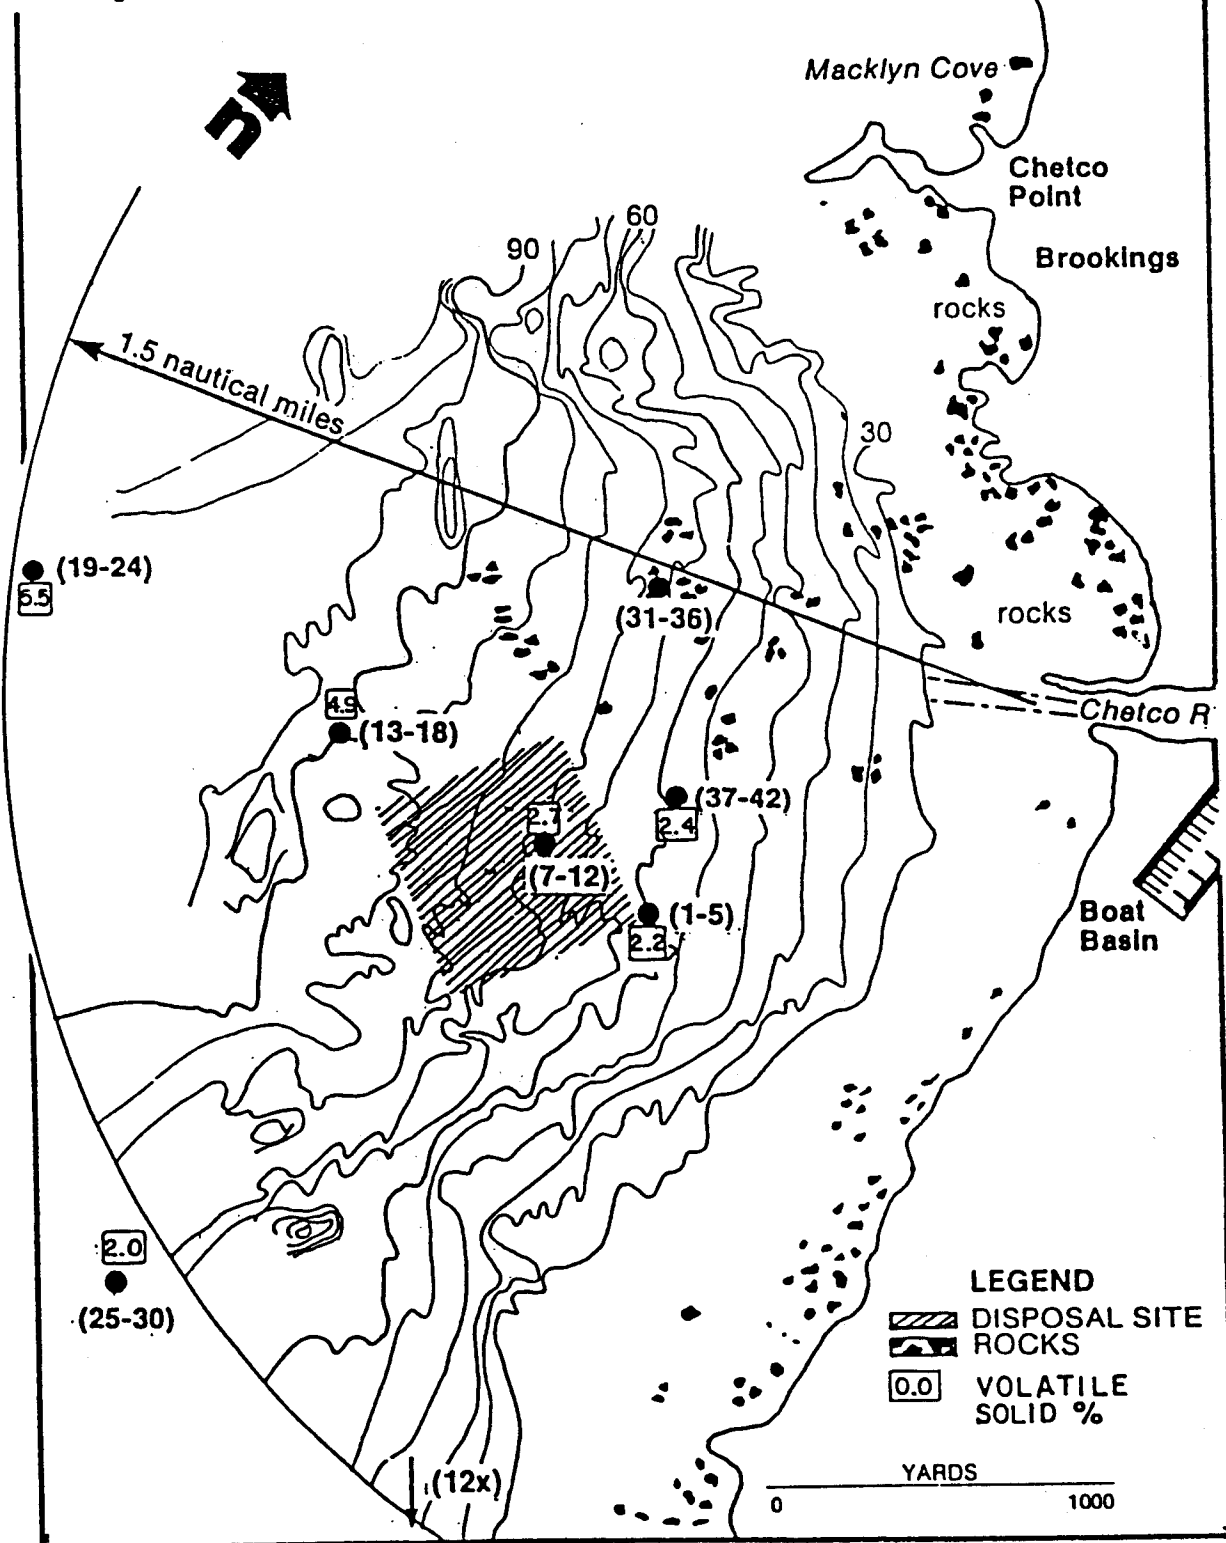 Macklyn Cove
n
Chetco
Point
60
90
Brookings
rocks
1.5 nautical miles
30
(19-24)
5.5
(31-36)
rocks
4.9
(13-18)
Chetco R
(37-42)
2.4
2.7
(7-12)
(1-5)
2.2
Boat
Basin
2.0
(25-30)
LEGEND
DISPOSAL SITE
ROCKS
0.0 VOLATILE
SOLID %
(12x)
YARDS
0 1000